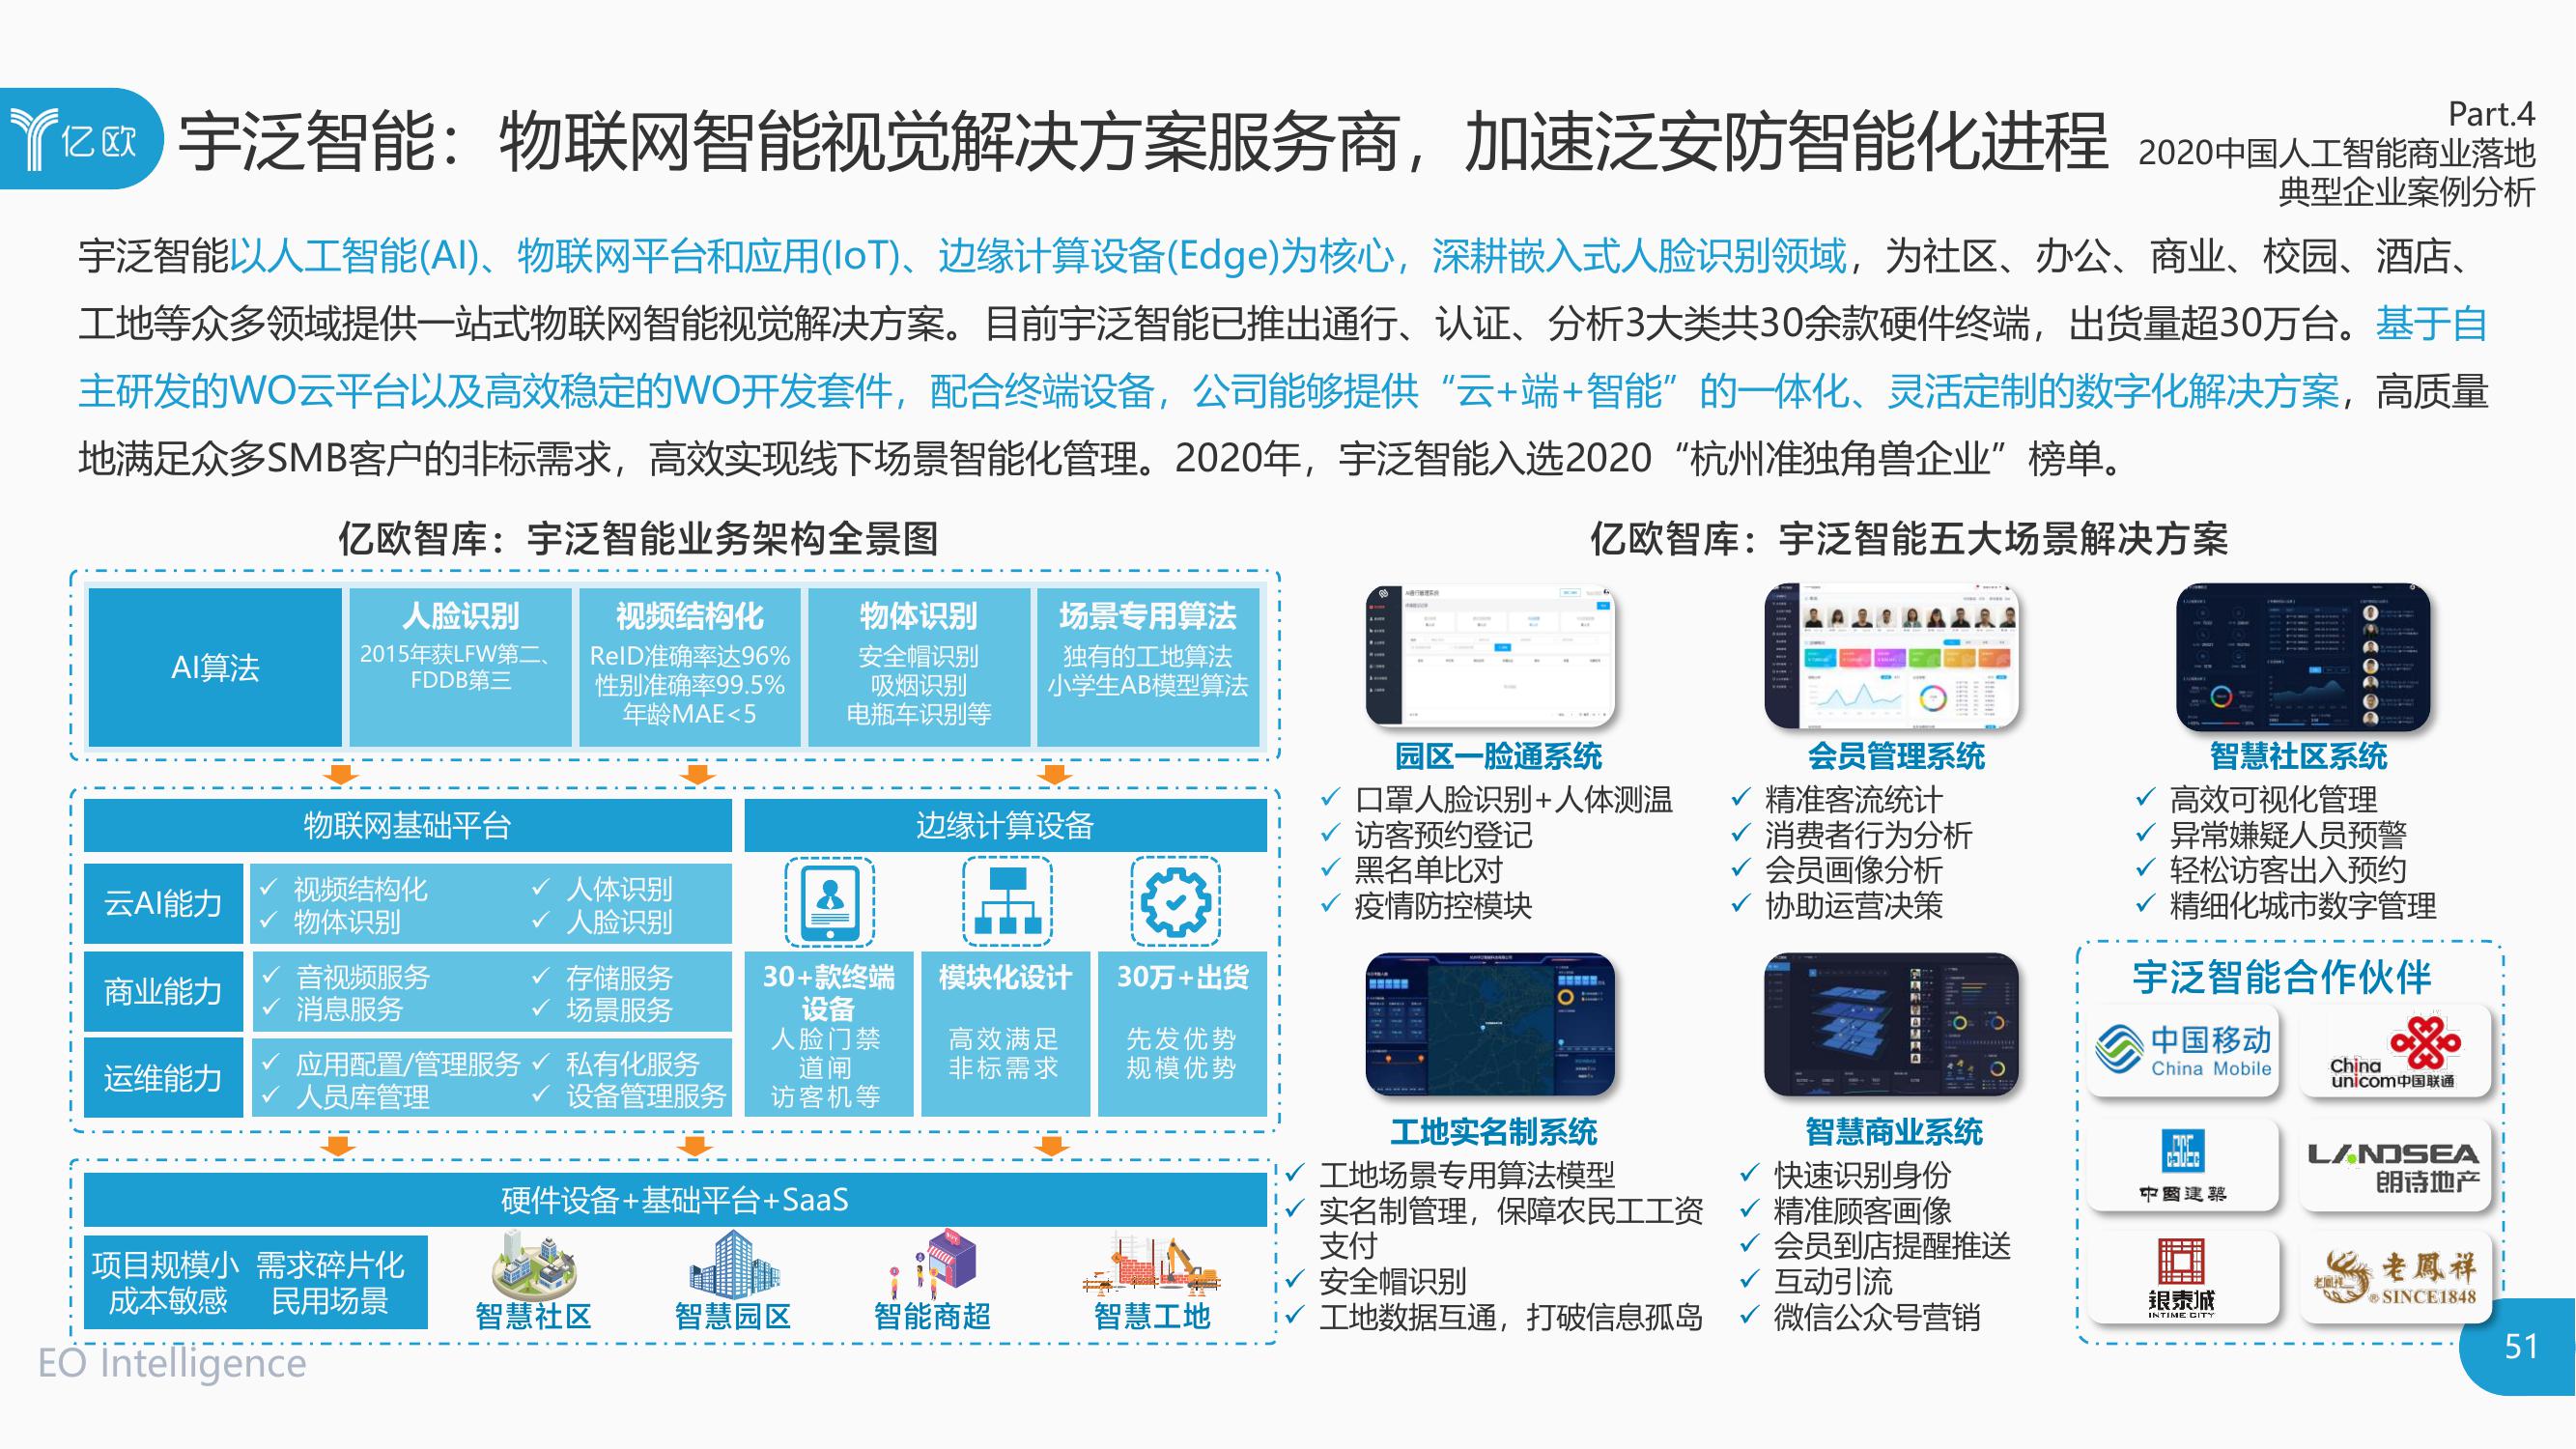 亿欧
宇泛智能：物联网智能视觉解决方案服务商，加速泛安防智能化进程
Part.4
2020中国人工智能商业落地
典型企业案例分析
宇泛智能以人工智能(AI)、物联网平台和应用(IoT)、边缘计算设备(Edge)为核心，深耕嵌入式人脸识别领域，为社区、办公、商业、校园、酒店、
工地等众多领域提供一站式物联网智能视觉解决方案。目前宇泛智能已推出通行、认证、分析3大类共30余款硬件终端，出货量超30万台。基于自
主研发的WO云平台以及高效稳定的WO开发套件，配合终端设备，公司能够提供“云+端+智能”的一体化、灵活定制的数字化解决方案，高质量
地满足众多SMB客户的非标需求，高效实现线下场景智能化管理。2020年，宇泛智能入选2020“杭州准独角兽企业”榜单。
亿欧智库：宇泛智能业务架构全景图
AI算法
人脸识别
2015年获LFW第二、
FDDB第三
视频结构化
ReID准确率达96%
性别准确率99.5%
年龄MAE<5
物体识别
安全帽识别
吸烟识别
电瓶车识别等
场景专用算法
独有的工地算法
小学生AB模型算法
物联网基础平台
云AI能力
✓ 视频结构化
✓ 人体识别
✓ 物体识别
✓ 人脸识别
商业能力
✓ 音视频服务
✓ 存储服务
✓ 消息服务
✓ 场景服务
运维能力
✓ 应用配置/管理服务
✓ 私有化服务
✓ 人员库管理
✓ 设备管理服务
边缘计算设备
30+款终端
设备
人脸门禁
道闸
访客机等
模块化设计
高效满足
非标需求
30万+出货
先发优势
规模优势
硬件设备+基础平台+SaaS
项目规模小 需求碎片化
成本敏感 民用场景
智慧社区
智慧园区
智能商超
智慧工地
亿欧智库：宇泛智能五大场景解决方案
园区一脸通系统
✓ 口罩人脸识别+人体测温
✓ 访客预约登记
✓ 黑名单比对
✓ 疫情防控模块
会员管理系统
✓ 精准客流统计
✓ 消费者行为分析
✓ 会员画像分析
✓ 协助运营决策
智慧社区系统
✓ 高效可视化管理
✓ 异常嫌疑人员预警
✓ 轻松访客出入预约
✓ 精细化城市数字管理
工地实名制系统
✓ 工地场景专用算法模型
✓ 实名制管理，保障农民工工资
支付
✓ 安全帽识别
✓ 工地数据互通，打破信息孤岛
智慧商业系统
✓ 快速识别身份
✓ 精准顾客画像
✓ 会员到店提醒推送
✓ 互动引流
✓ 微信公众号营销
宇泛智能合作伙伴
中国移动
China Mobile
China
unicom中国联通
中國建築
LANDSEA
朗诗地产
银泰城
INTIME CITY
老鳳祥
老鳳祥
®SINCE1848
EO Intelligence
51